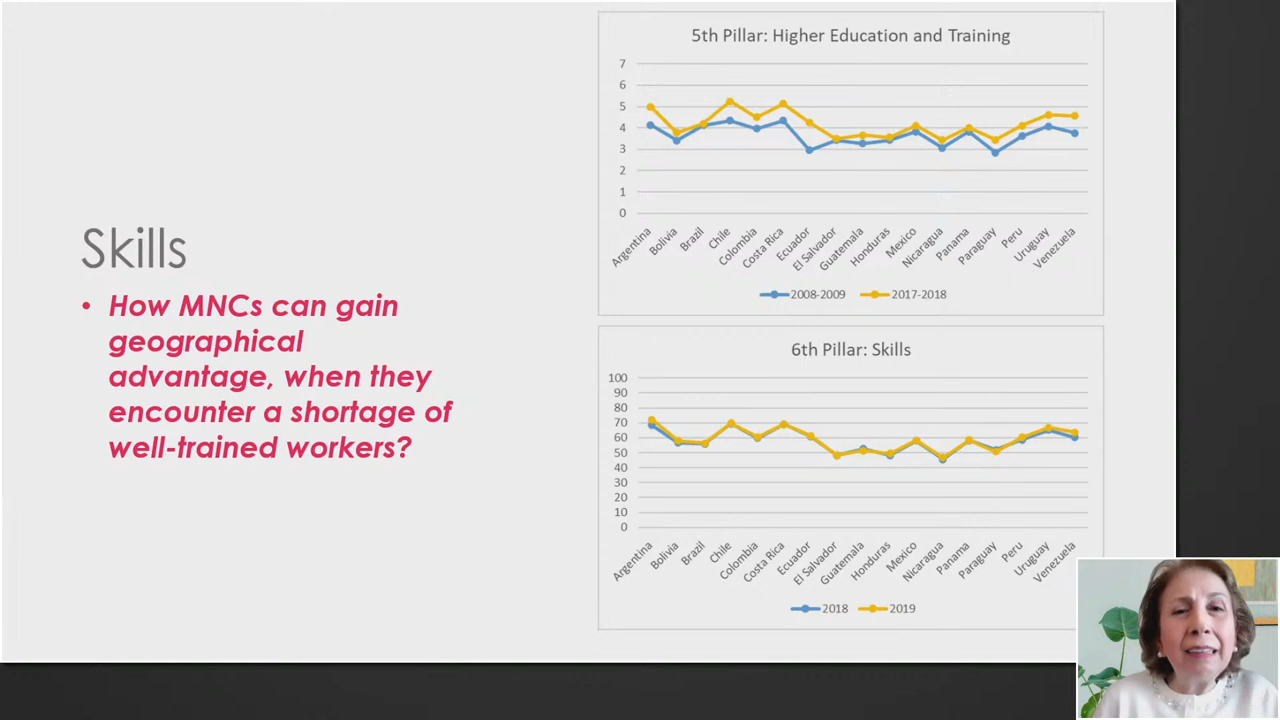 Skills
• How MNCs can gain
geographical
advantage, when they
encounter a shortage of
well-trained workers?
5th Pillar: Higher Education and Training
7
6
5
4
3
2
1
0
Argentina
Bolivia
Brazil
Chile
Colombia
Costa Rica
Ecuador
El Salvador
Guatemala
Honduras
Mexico
Nicaragua
Panama
Paraguay
Peru
Uruguay
Venezuela
2008-2009 2017-2018
6th Pillar: Skills
100
90
80
70
60
50
40
30
20
10
0
Argentina
Bolivia
Brazil
Chile
Colombia
Costa Rica
Ecuador
El Salvador
Guatemala
Honduras
Mexico
Nicaragua
Panama
Paraguay
Peru
Uruguay
Venezuela
2018 2019